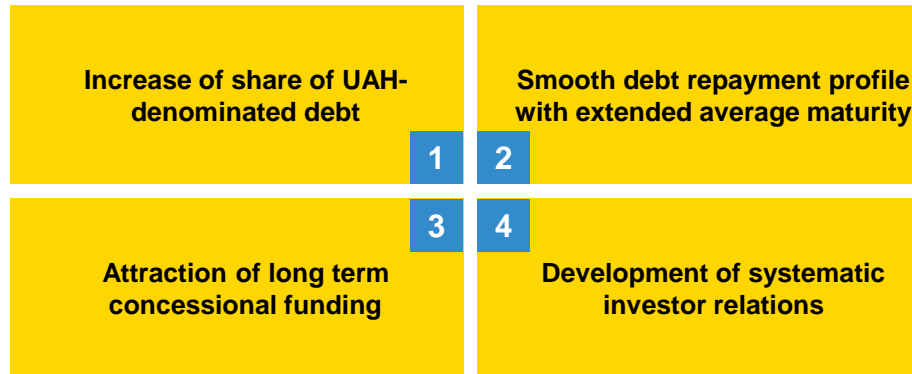 Increase of share of UAH-
denominated debt
1
Smooth debt repayment profile
with extended average maturity
2
3
Attraction of long term
concessional funding
4
Development of systematic
investor relations